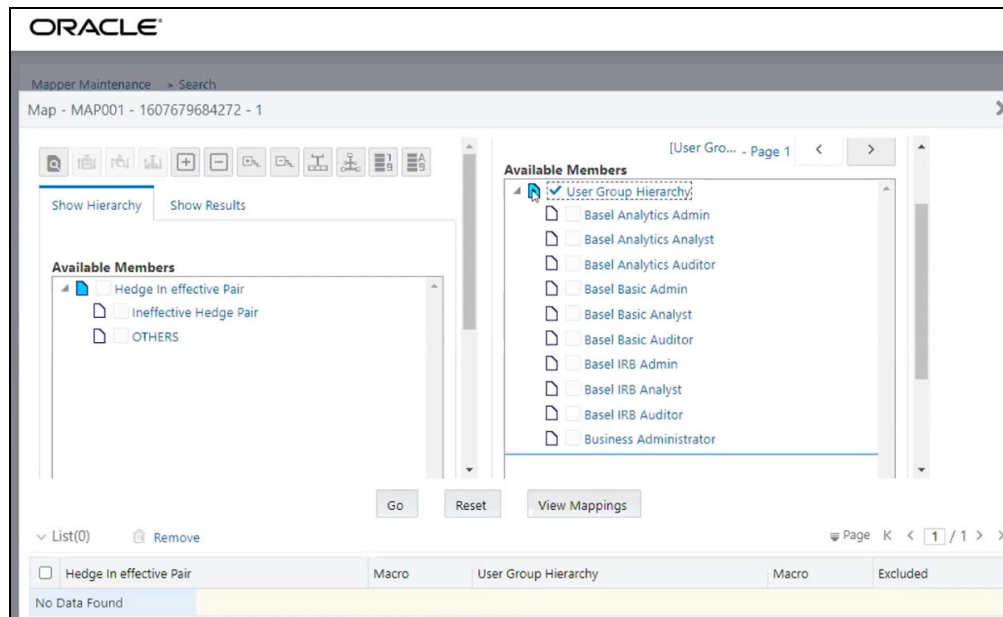 ORACLE®
Mapper Maintenance > Search
Map - MAP001 - 1607679684272 - 1
Show Hierarchy Show Results
Available Members
Hedge In effective Pair
Ineffective Hedge Pair
OTHERS
[User Gro... - Page 1 < >
Available Members
User Group Hierarchy
Basel Analytics Admin
Basel Analytics Analyst
Basel Analytics Auditor
Basel Basic Admin
Basel Basic Analyst
Basel Basic Auditor
Basel IRB Admin
Basel IRB Analyst
Basel IRB Auditor
Business Administrator
Go Reset View Mappings
List(0) Remove Page K < 1 / 1 >
Hedge In effective Pair Macro User Group Hierarchy Macro Excluded
No Data Found